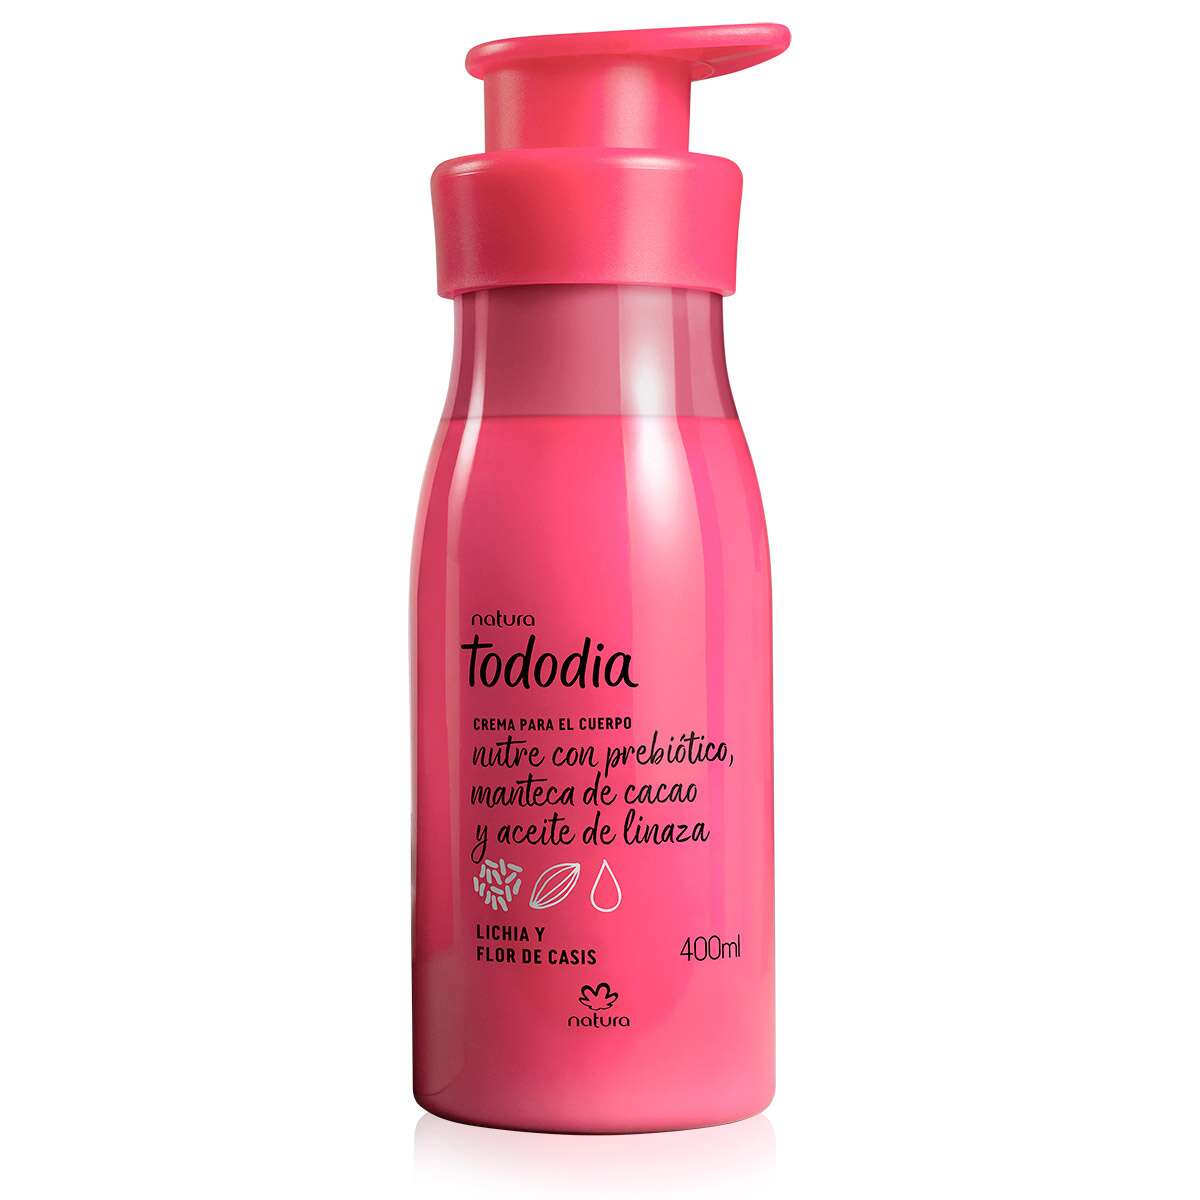 natura
tododia
CREMA PARA EL CUERPO
nutre con prebiótico,
manteca de cacao
y aceite de linaza
LICHIA Y
FLOR DE CASIS
400ml
natura